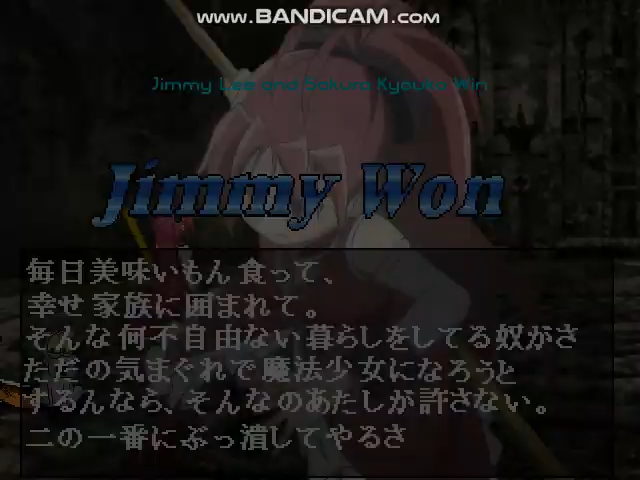 WWW.BANDICAM.COM
Jimmy Lee and Sakura Kyouko Win
Jimmy Won
毎日美味いもん食って、
幸せ家族に囲まれて。
そんな何不自由ない暮らしをしてる奴がさ
ただの気まぐれで魔法少女になろうと
するんなら、そんなのあたしが許さない。
二の一番にぶっ潰してやるさ